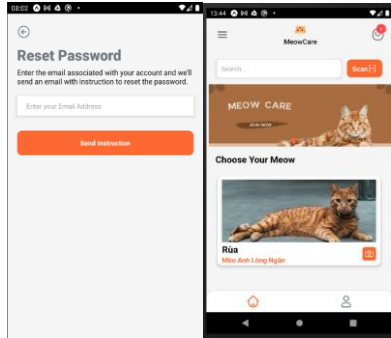 08:02
Reset Password
Enter the email associated with your account and we'll
send an email with instruction to reset the password.
Enter your Email Address
Send Instruction
13:44
MeowCare
Search..
Scan
MEOW CARE
JOIN NOW
Choose Your Meow
Rùa
Mèo Anh Lông Ngắn